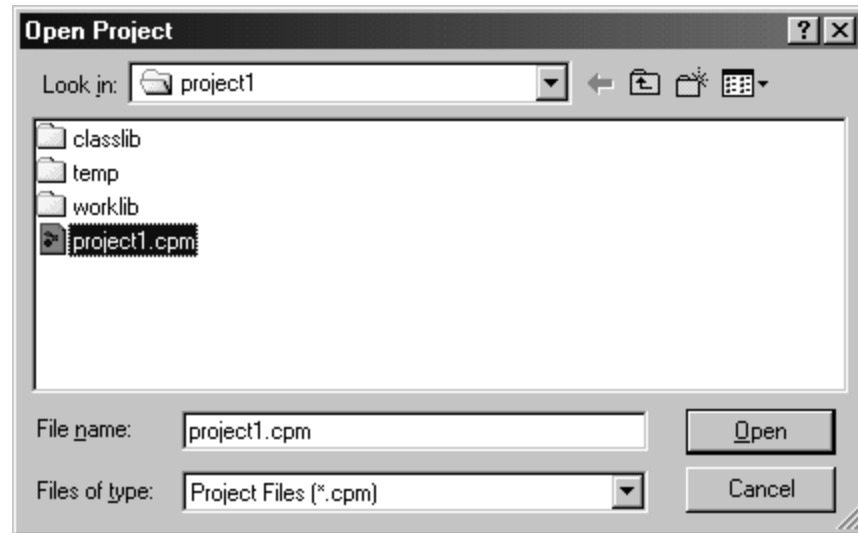 Open Project
Look in: project1
classlib
temp
worklib
project1.cpm
File name: project1.cpm Open
Files of type: Project Files (*.cpm) Cancel